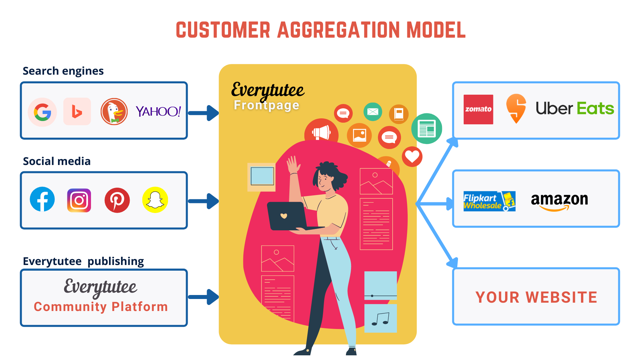 CUSTOMER AGGREGATION MODEL
Search engines
G b YAHOO!
Social media
Everytutee publishing
Everytutee
Community Platform
Everytutee
Frontpage
zomato Uber Eats
Flipkart
Wholesale
amazon
YOUR WEBSITE